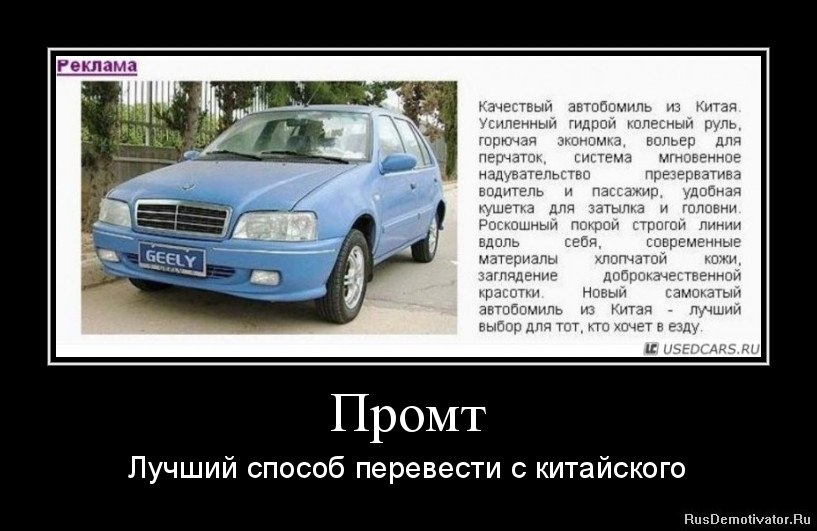 Реклама
GEELY
Качествый автобомиль из Китая.
Усиленный гидрой колесный руль,
горючая экономка, вольер для
перчаток, система мгновенное
надувательство презерватива
водитель и пассажир, удобная
кушетка для затылка и головни.
Роскошный покрой строгой линии
вдоль себя, современные
материалы хлопчатой кожи,
заглядение доброкачественной
красотки. Новый самокатый
автобомиль из Китая - лучший
выбор для тот, кто хочет в езду.
USEDCARS.RU
Промт
Лучший способ перевести с китайского
RusDemotivator.Ru